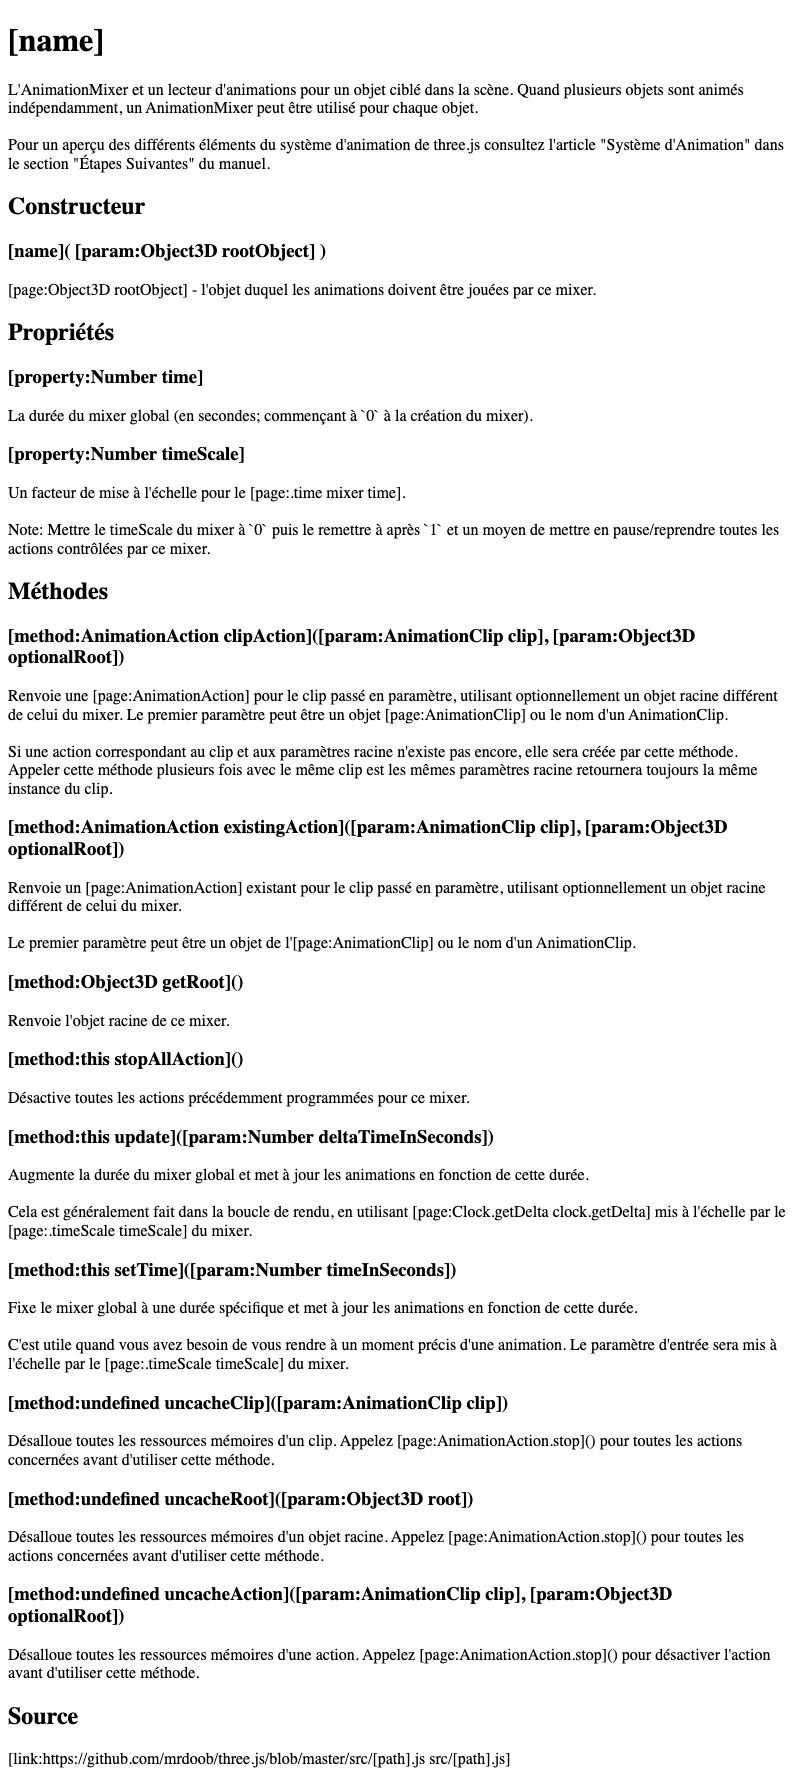 [name]
L'AnimationMixer et un lecteur d'animations pour un objet ciblé dans la scène. Quand plusieurs objets sont animés
indépendamment, un AnimationMixer peut être utilisé pour chaque objet.
Pour un aperçu des différents éléments du système d'animation de three.js consultez l'article "Système d'Animation" dans
le section "Étapes Suivantes" du manuel.
Constructeur
[name]( [param:Object3D rootObject] )
[page:Object3D rootObject] - l'objet duquel les animations doivent être jouées par ce mixer.
Propriétés
[property:Number time]
La durée du mixer global (en secondes; commençant à `0` à la création du mixer).
[property:Number timeScale]
Un facteur de mise à l'échelle pour le [page:.time mixer time].
Note: Mettre le timeScale du mixer à `0` puis le remettre à après `1` et un moyen de mettre en pause/reprendre toutes les
actions contrôlées par ce mixer.
Méthodes
[method:AnimationAction clipAction]([param:AnimationClip clip], [param:Object3D
optionalRoot])
Renvoie une [page:AnimationAction] pour le clip passé en paramètre, utilisant optionnellement un objet racine différent
de celui du mixer. Le premier paramètre peut être un objet [page:AnimationClip] ou le nom d'un AnimationClip.
Si une action correspondant au clip et aux paramètres racine n'existe pas encore, elle sera créée par cette méthode.
Appeler cette méthode plusieurs fois avec le même clip est les mêmes paramètres racine retournera toujours la même
instance du clip.
[method:AnimationAction existingAction]([param:AnimationClip clip], [param:Object3D
optionalRoot])
Renvoie un [page:AnimationAction] existant pour le clip passé en paramètre, utilisant optionnellement un objet racine
différent de celui du mixer.
Le premier paramètre peut être un objet de l'[page:AnimationClip] ou le nom d'un AnimationClip.
[method:Object3D getRoot]()
Renvoie l'objet racine de ce mixer.
[method:this stopAllAction]()
Désactive toutes les actions précédemment programmées pour ce mixer.
[method:this update]([param:Number deltaTimeInSeconds])
Augmente la durée du mixer global et met à jour les animations en fonction de cette durée.
Cela est généralement fait dans la boucle de rendu, en utilisant [page:Clock.getDelta clock.getDelta] mis à l'échelle par le
[page:.timeScale timeScale] du mixer.
[method:this setTime]([param:Number timeInSeconds])
Fixe le mixer global à une durée spécifique et met à jour les animations en fonction de cette durée.
C'est utile quand vous avez besoin de vous rendre à un moment précis d'une animation. Le paramètre d'entrée sera mis à
l'échelle par le [page:.timeScale timeScale] du mixer.
[method:undefined uncacheClip]([param:AnimationClip clip])
Désalloue toutes les ressources mémoires d'un clip. Appelez [page:AnimationAction.stop]() pour toutes les actions
concernées avant d'utiliser cette méthode.
[method:undefined uncacheRoot]([param:Object3D root])
Désalloue toutes les ressources mémoires d'un objet racine. Appelez [page:AnimationAction.stop]() pour toutes les
actions concernées avant d'utiliser cette méthode.
[method:undefined uncacheAction]([param:AnimationClip clip], [param:Object3D
optionalRoot])
Désalloue toutes les ressources mémoires d'une action. Appelez [page:AnimationAction.stop]() pour désactiver l'action
avant d'utiliser cette méthode.
Source
[link:https://github.com/mrdoob/three.js/blob/master/src/[path].js src/[path].js]